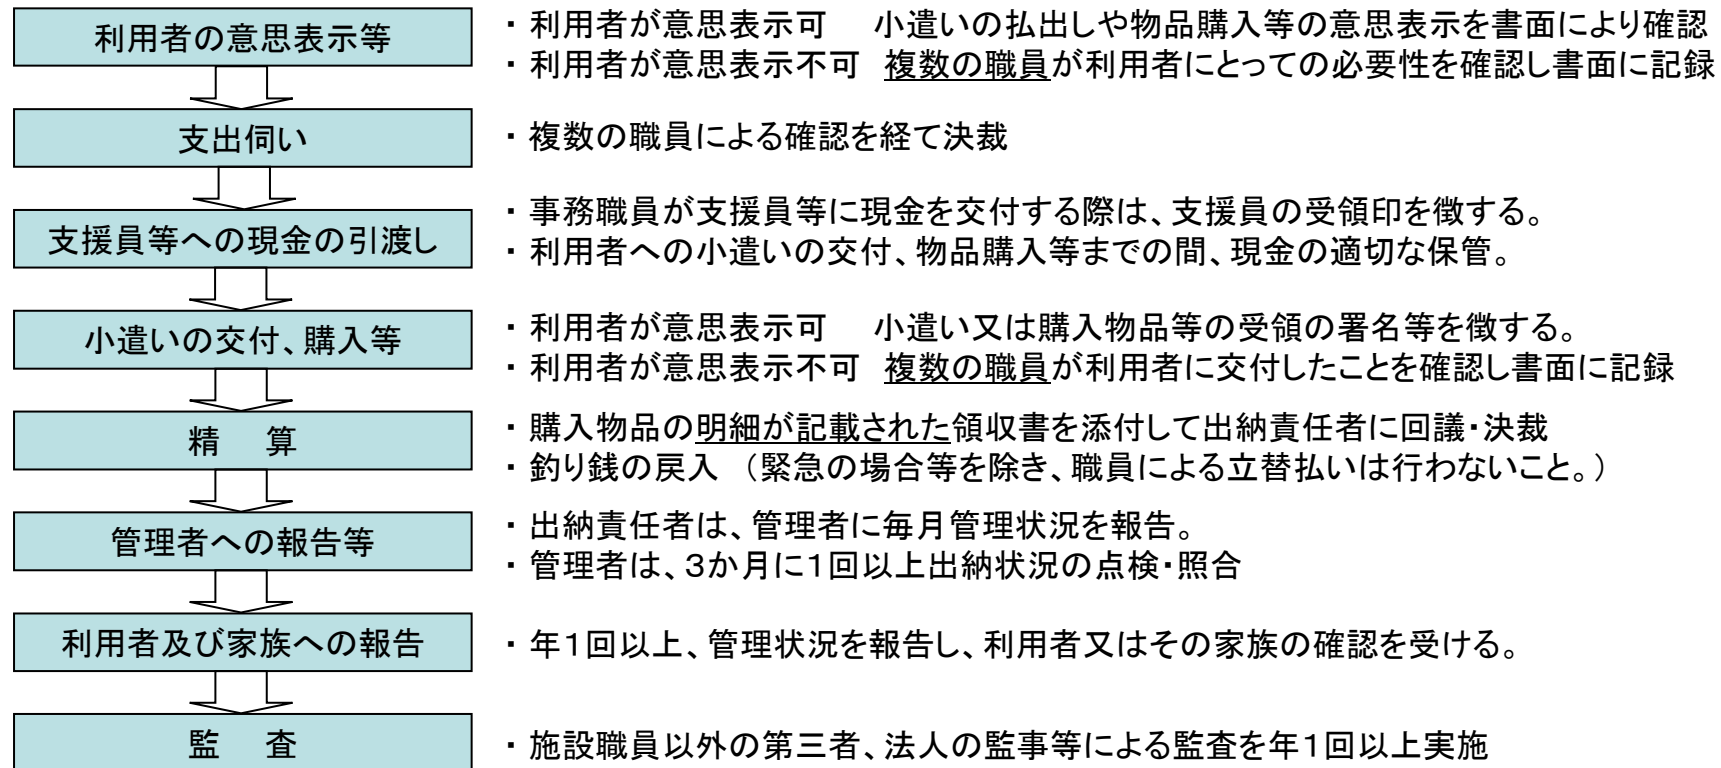 利用者の意思表示等
・利用者が意思表示可　小遣いの払出しや物品購入等の意思表示を書面により確認
・利用者が意思表示不可　複数の職員が利用者にとっての必要性を確認し書面に記録
支出伺い
・複数の職員による確認を経て決裁
支援員等への現金の引渡し
・事務職員が支援員等に現金を交付する際は、支援員の受領印を徴する。
・利用者への小遣いの交付、物品購入等までの間、現金の適切な保管。
小遣いの交付、購入等
・利用者が意思表示可　小遣い又は購入物品等の受領の署名等を徴する。
・利用者が意思表示不可　複数の職員が利用者に交付したことを確認し書面に記録
精　算
・購入物品の明細が記載された領収書を添付して出納責任者に回議・決裁
・釣り銭の戻入　（緊急の場合等を除き、職員による立替払いは行わないこと。）
管理者への報告等
・出納責任者は、管理者に毎月管理状況を報告。
・管理者は、３か月に１回以上出納状況の点検・照合
利用者及び家族への報告
・年１回以上、管理状況を報告し、利用者又はその家族の確認を受ける。
監　査
・施設職員以外の第三者、法人の監事等による監査を年１回以上実施